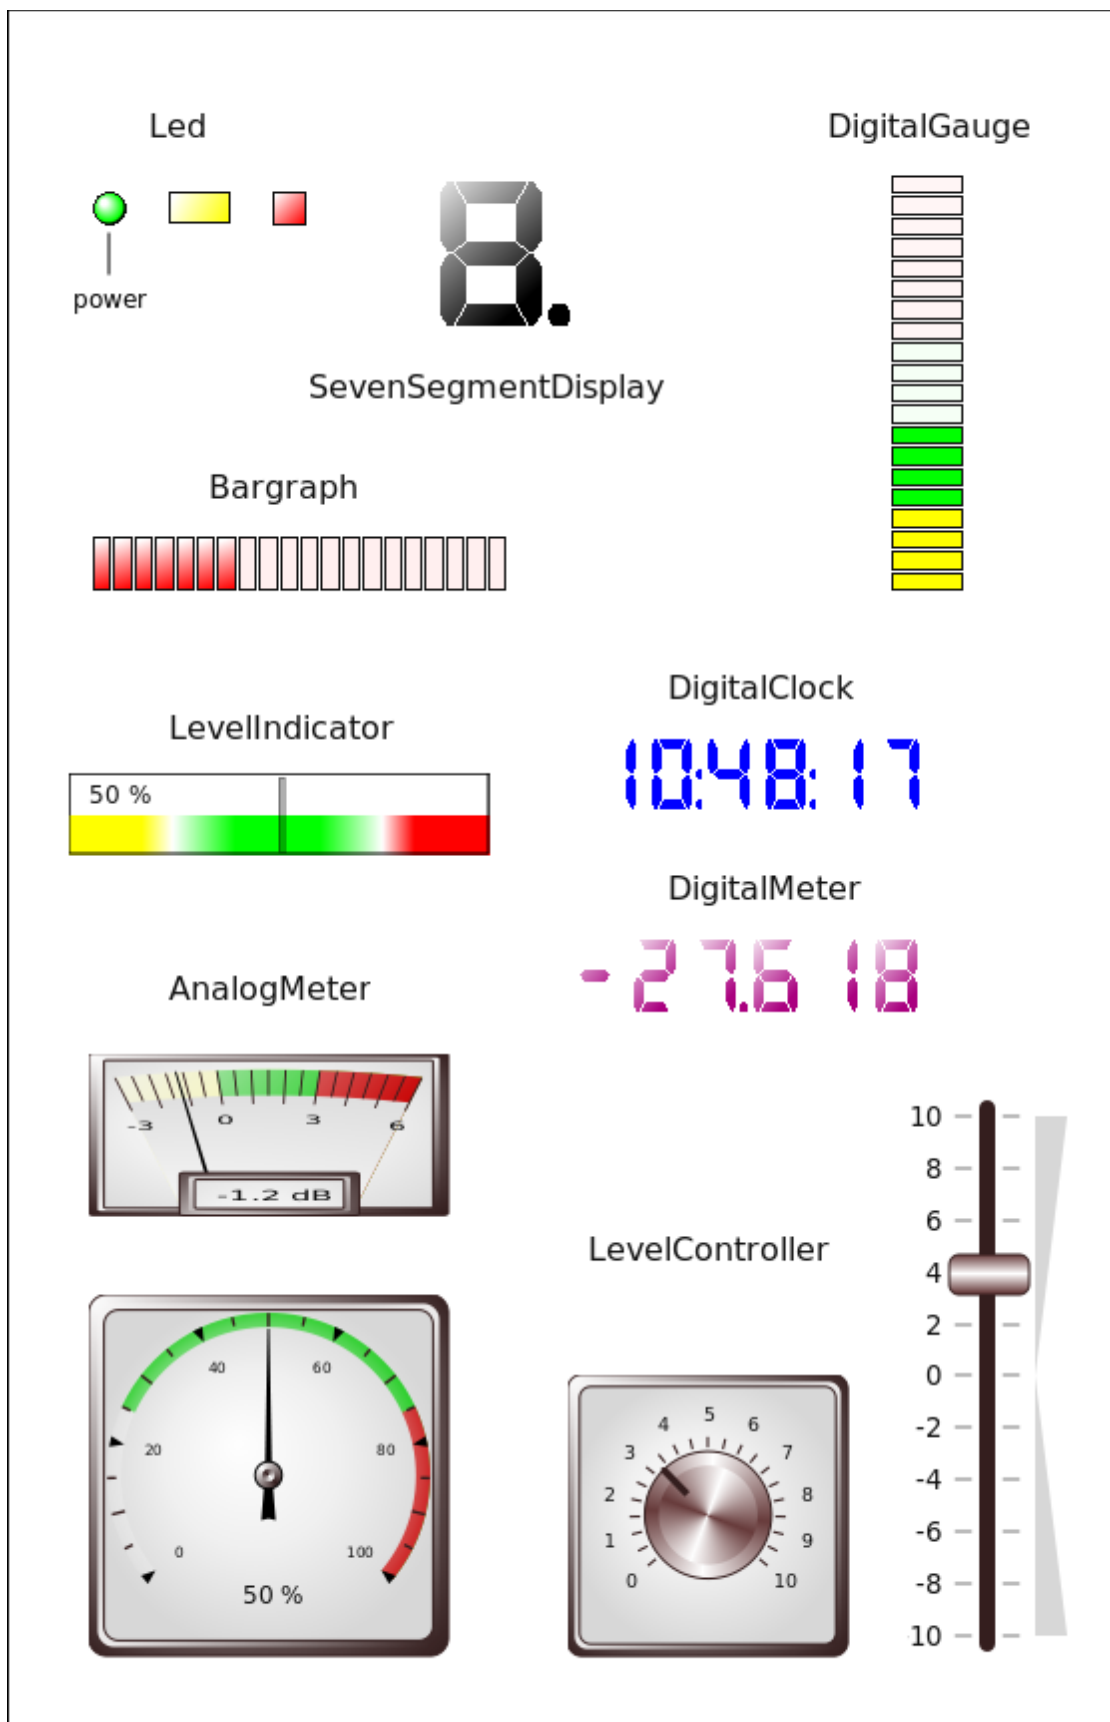 Led
DigitalGauge
8.
power
SevenSegmentDisplay
Bargraph
DigitalClock
LevelIndicator
10:48:17
50 %
DigitalMeter
-27.618
AnalogMeter
-3 0 3 6
-1.2 dB
LevelController
10
8
6
4
2
0
-2
-4
-6
-8
10
40 60
20 80
0 100
50 %
5
4 6
3 7
2 8
1 9
0 10